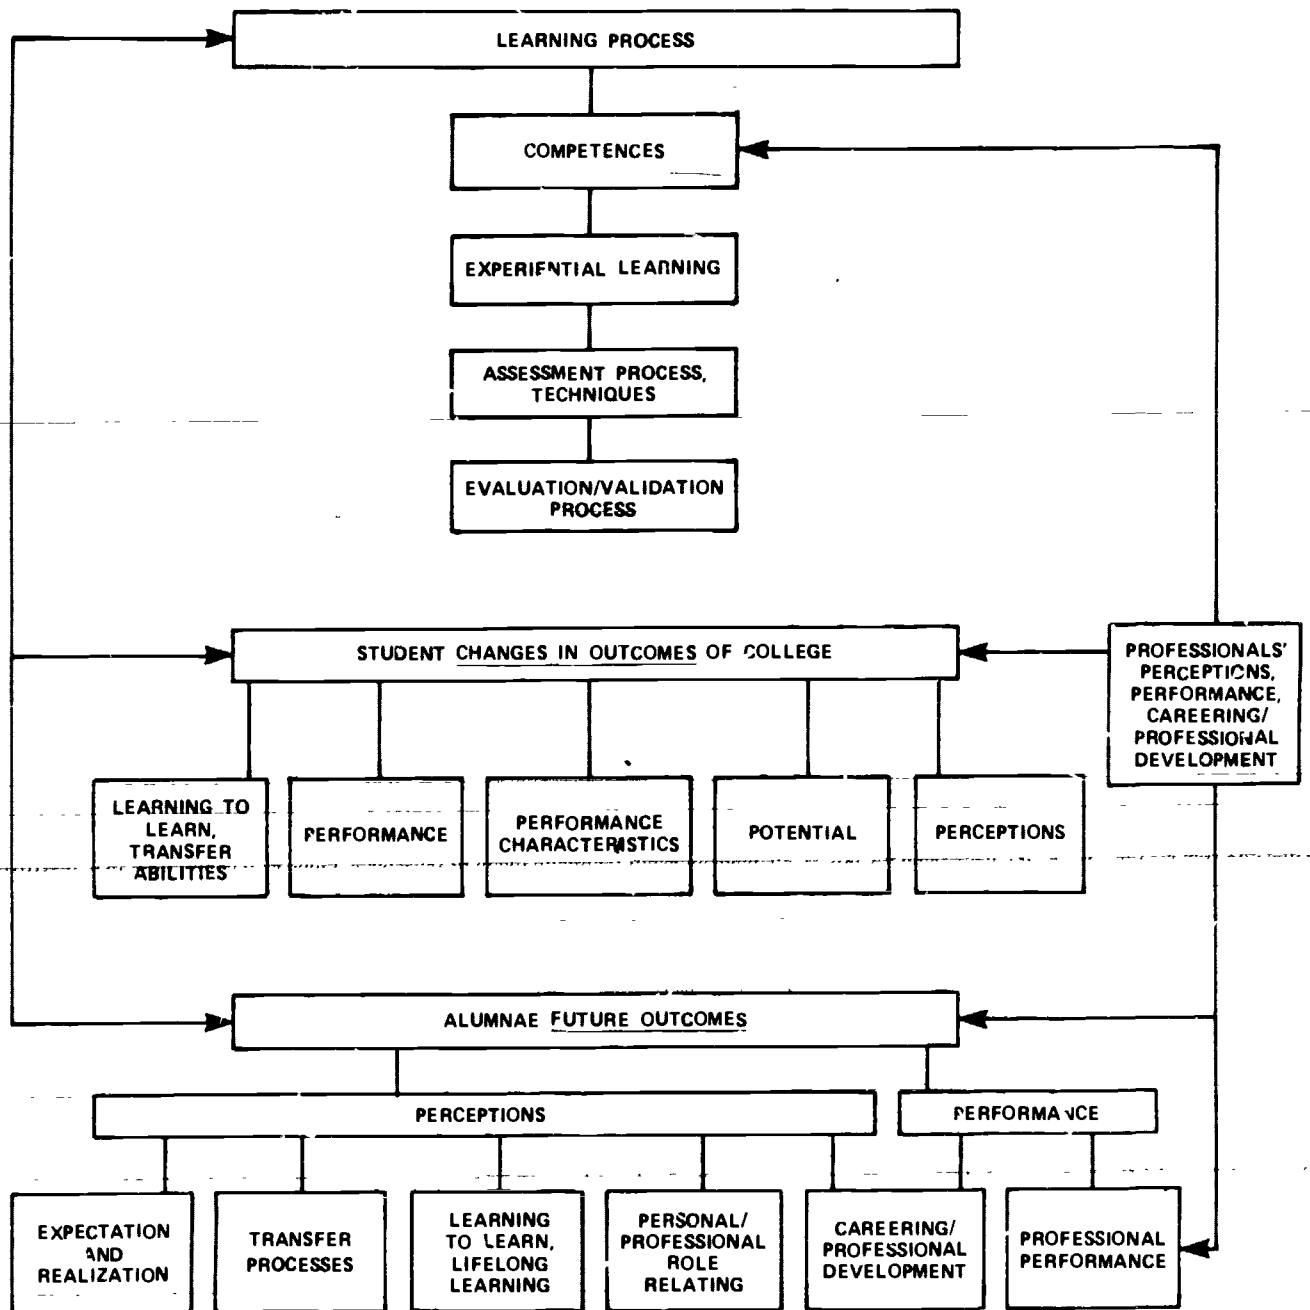 LEARNING PROCESS
COMPETENCES
EXPERIENTIAL LEARNING
ASSESSMENT PROCESS,
TECHNIQUES
EVALUATION/VALIDATION
PROCESS
STUDENT CHANGES IN OUTCOMES OF COLLEGE
PROFESSIONALS'
PERCEPTIONS,
PERFORMANCE,
CAREERING/
PROFESSIONAL
DEVELOPMENT
LEARNING TO
LEARN,
TRANSFER
ABILITIES
PERFORMANCE
PERFORMANCE
CHARACTERISTICS
POTENTIAL
PERCEPTIONS
ALUMNAE FUTURE OUTCOMES
PERCEPTIONS
PERFORMANCE
EXPECTATION
AND
REALIZATION
TRANSFER
PROCESSES
LEARNING
TO LEARN,
LIFELONG
LEARNING
PERSONAL/
PROFESSIONAL
ROLE
RELATING
CAREERING/
PROFESSIONAL
DEVELOPMENT
PROFESSIONAL
PERFORMANCE